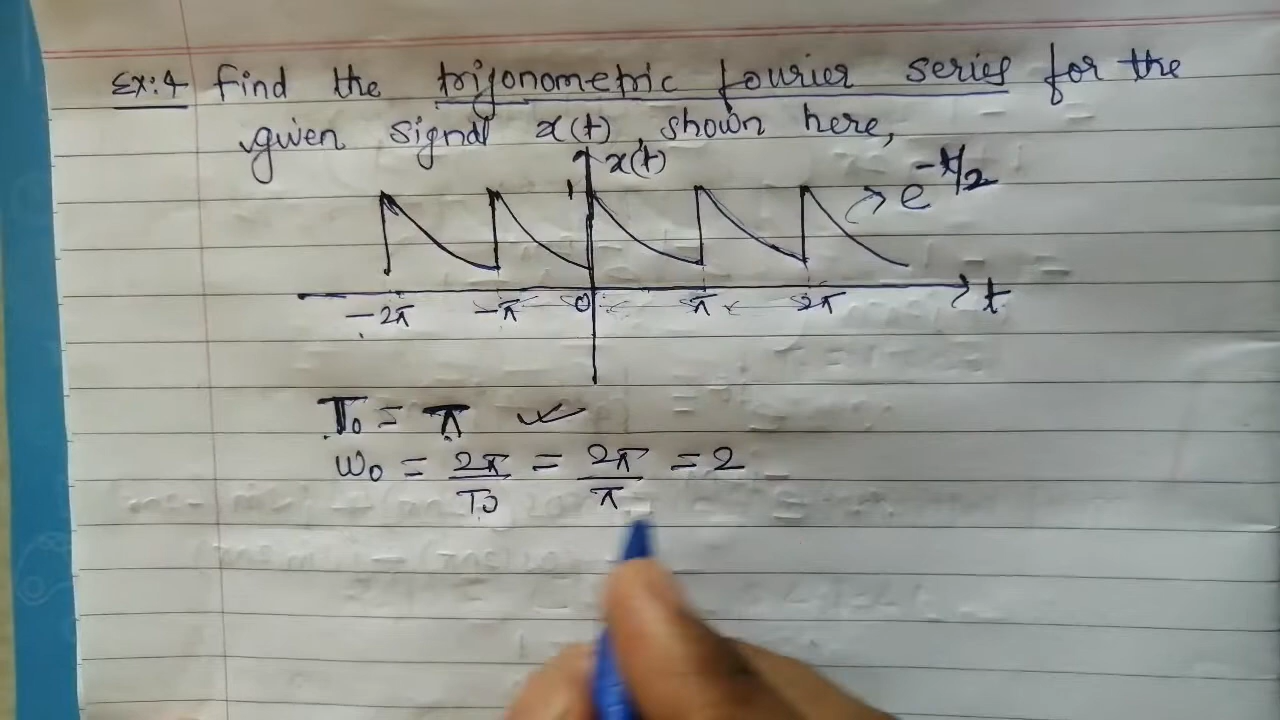 Ex:4 Find the trigonometric fourier series for the
given signal x(t) shown here,
x(t)
1
e^{-t/2}
-2π -π 0 π 2π t
T₀ = π ✓
ω₀ = 2π/T₀ = 2π/π = 2